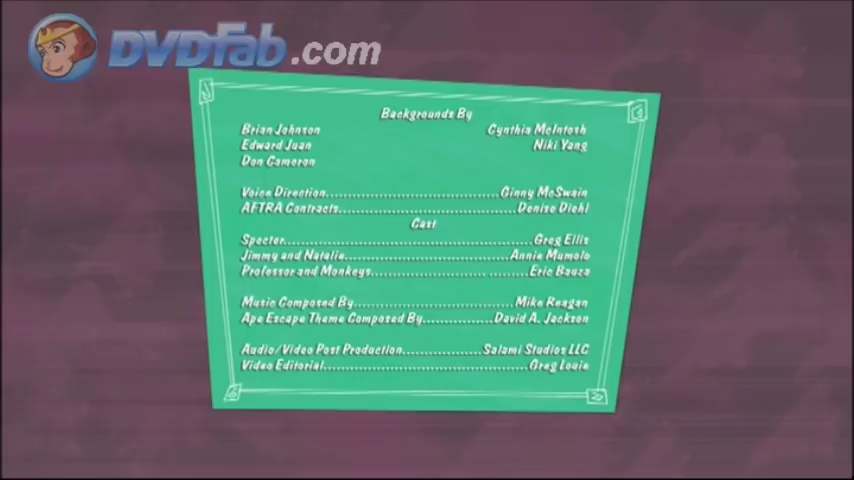 DVDFab.com
Backgrounds By
Brian Johnson Cynthia McIntosh
Edward Juan Niki Yang
Don Cameron
Voice Direction..............................Ginny McSwain
AFTRA Contracts...............................Denise Diehl
Cast
Specter.............................................Greg Ellis
Jimmy and Natalie..............................Annie Mumolo
Professor and Monkeys..................... ............Eric Bauza
Music Composed By.............................Mike Reagan
Ape Escape Theme Composed By.............David A. Jackson
Audio/Video Post Production...............Salami Studios LLC
Video Editorial....................................Greg Louie